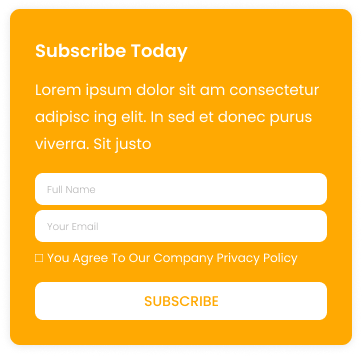 Subscribe Today
Lorem ipsum dolor sit am consectetur
adipisc ing elit. In sed et donec purus
viverra. Sit justo
Full Name
Your Email
You Agree To Our Company Privacy Policy
SUBSCRIBE